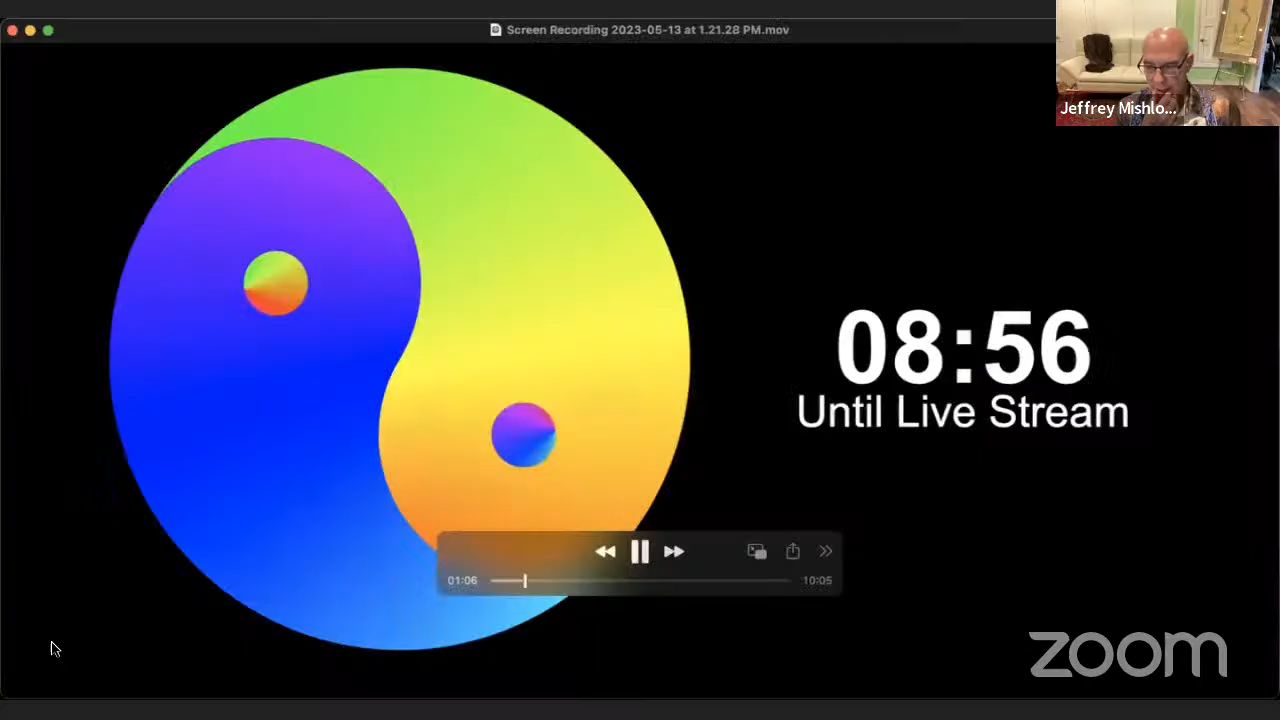 Screen Recording 2023-05-13 at 1.21.28 PM.mov
Jeffrey Mishlo...
08:56
Until Live Stream
01:06
10:05
zoom